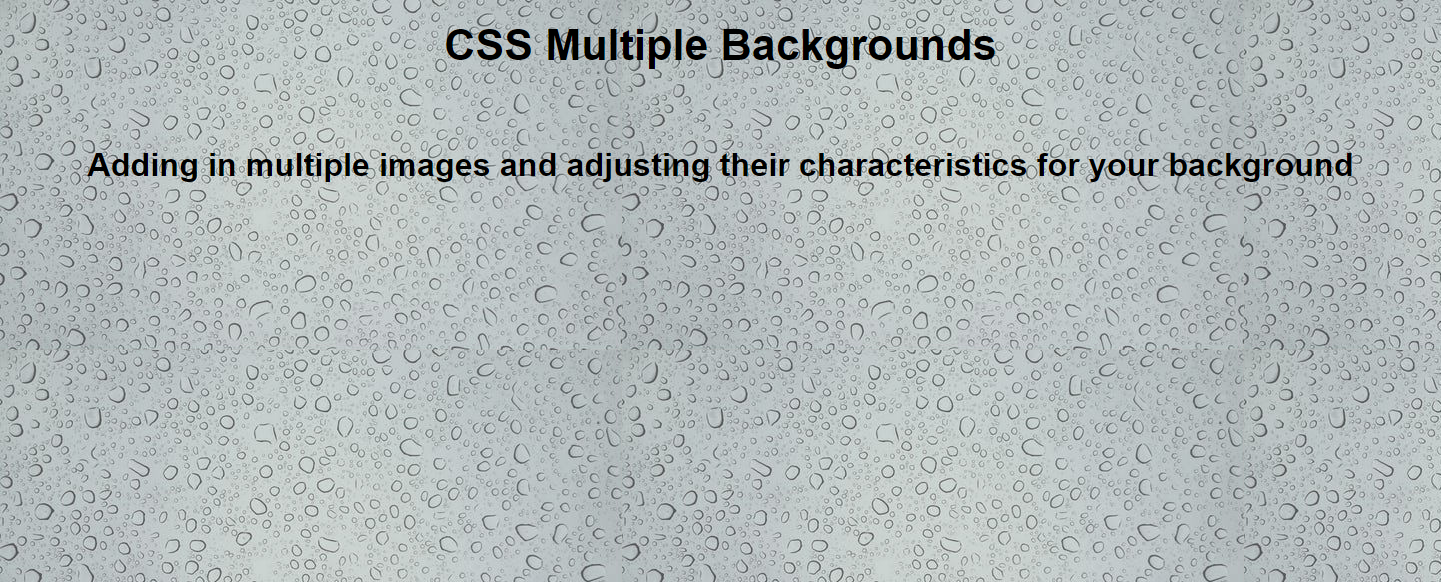 CSS Multiple Backgrounds
Adding in multiple images and adjusting their characteristics for your background